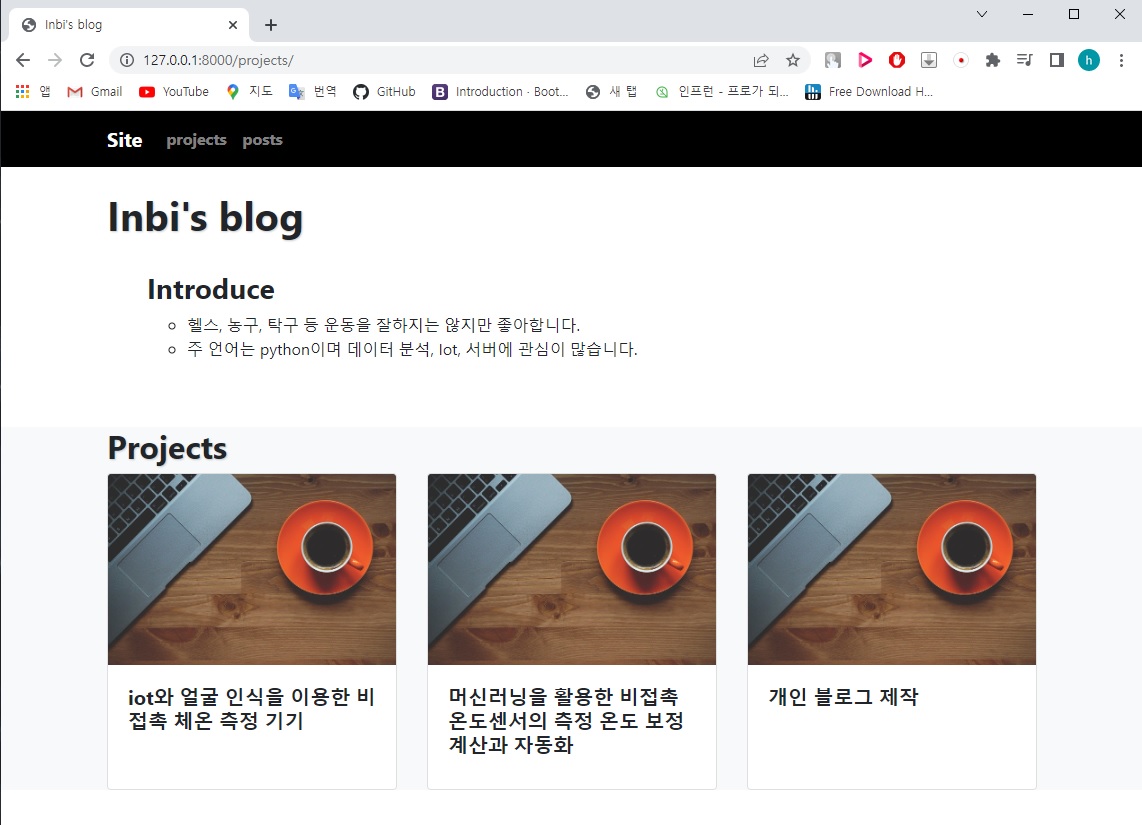 Inbi's blog
127.0.0.1:8000/projects/
h
앱 Gmail YouTube 지도 번역 GitHub Introduction · Boot... 새 탭 인프런 - 프로가 되... Free Download H...
Site projects posts
Inbi's blog
Introduce
헬스, 농구, 탁구 등 운동을 잘하지는 않지만 좋아합니다.
주 언어는 python이며 데이터 분석, Iot, 서버에 관심이 많습니다.
Projects
iot와 얼굴 인식을 이용한 비
접촉 체온 측정 기기
머신러닝을 활용한 비접촉
온도센서의 측정 온도 보정
계산과 자동화
개인 블로그 제작